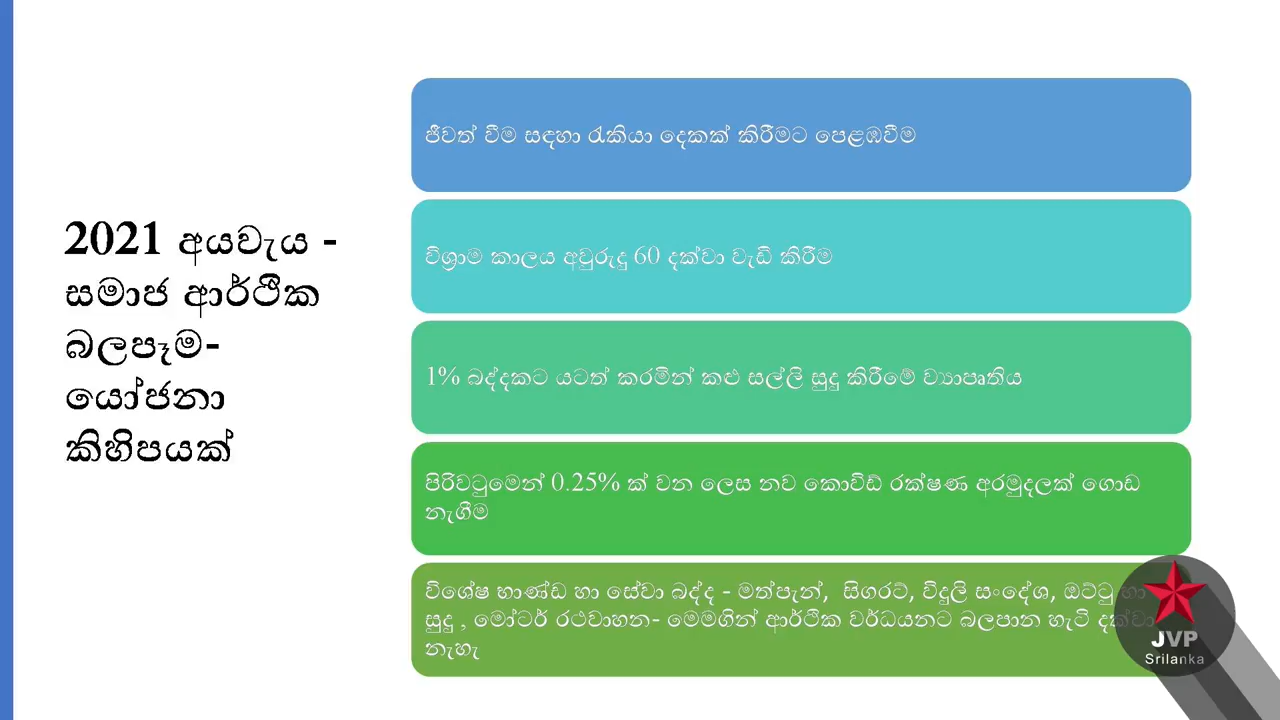 2021 අයවැය -
සමාජ ආර්ථික
බලපෑම-
යෝජනා
කිහිපයක්
ජීවත් වීම සඳහා රැකියා දෙකක් කිරීමට පෙළඹවීම
විශ්‍රාම කාලය අවුරුදු 60 දක්වා වැඩි කිරීම
1% බද්දකට යටත් කරමින් කළු සල්ලි සුදු කිරීමේ ව්‍යාපෘතිය
පිරිවටුමෙන් 0.25% ක් වන ලෙස නව කොවිඩ් රක්ෂණ අරමුදලක් ගොඩ
නැගීම
විශේෂ භාණ්ඩ හා සේවා බද්ද - මත්පැන්, සිගරට්, විදුලි සංදේශ, ඔට්ටු හා
සුදු , මෝටර් රථවාහන- මෙමගින් ආර්ථික වර්ධයනට බලපාන හැටි දක්වා
නැහැ
JVP
Srilanka